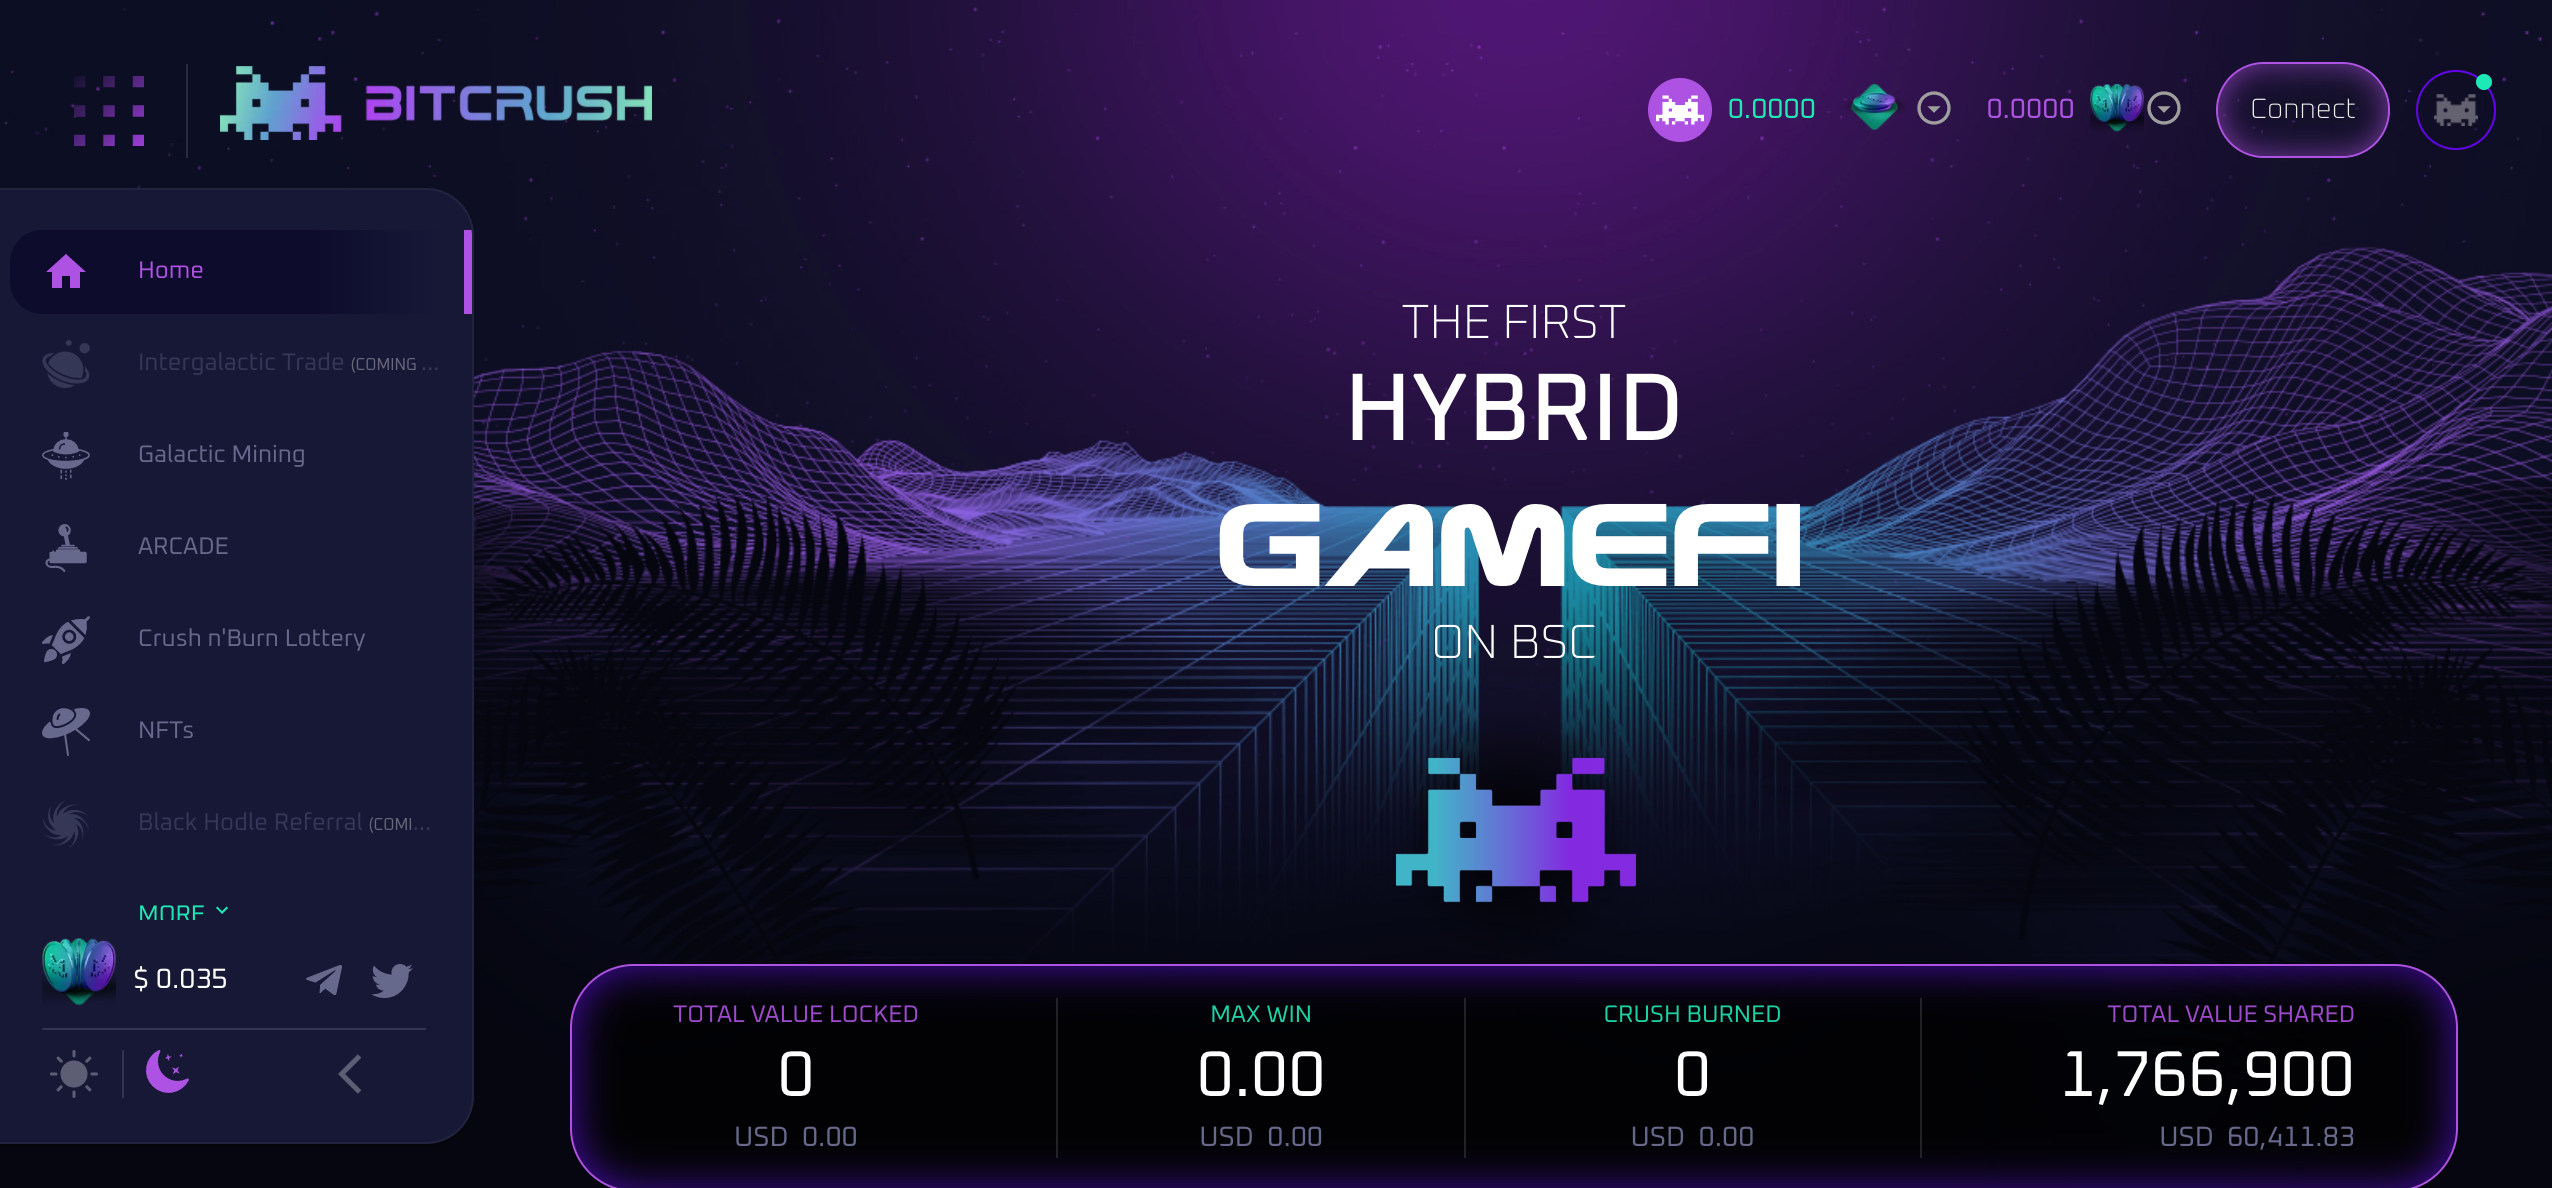 BITCRUSH
0.0000
0.0000
Connect
Home
Intergalactic Trade (COMING ...
Galactic Mining
ARCADE
Crush n'Burn Lottery
NFTs
Black Hodle Referral (COMI...
MORE
$ 0.035
THE FIRST
HYBRID
GAMEFI
ON BSC
TOTAL VALUE LOCKED
0
USD 0.00
MAX WIN
0.00
USD 0.00
CRUSH BURNED
0
USD 0.00
TOTAL VALUE SHARED
1,766,900
USD 60,411.83